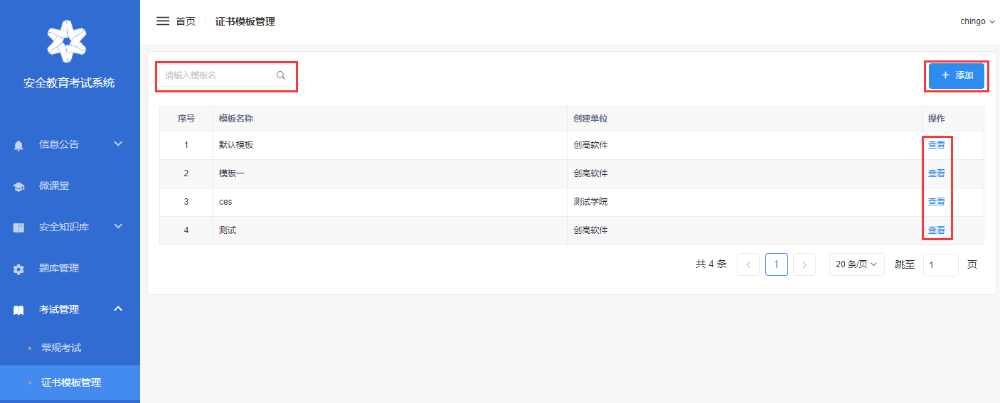 首页 / 证书模板管理
chingo
安全教育考试系统
信息公告
微课堂
安全知识库
题库管理
考试管理
常规考试
证书模板管理
请输入模板名
+ 添加
序号 模板名称 创建单位 操作
1 默认模板 创高软件 查看
2 模板一 创高软件 查看
3 ces 测试学院 查看
4 测试 创高软件 查看
共 4 条 < 1 > 20 条/页 跳至 1 页